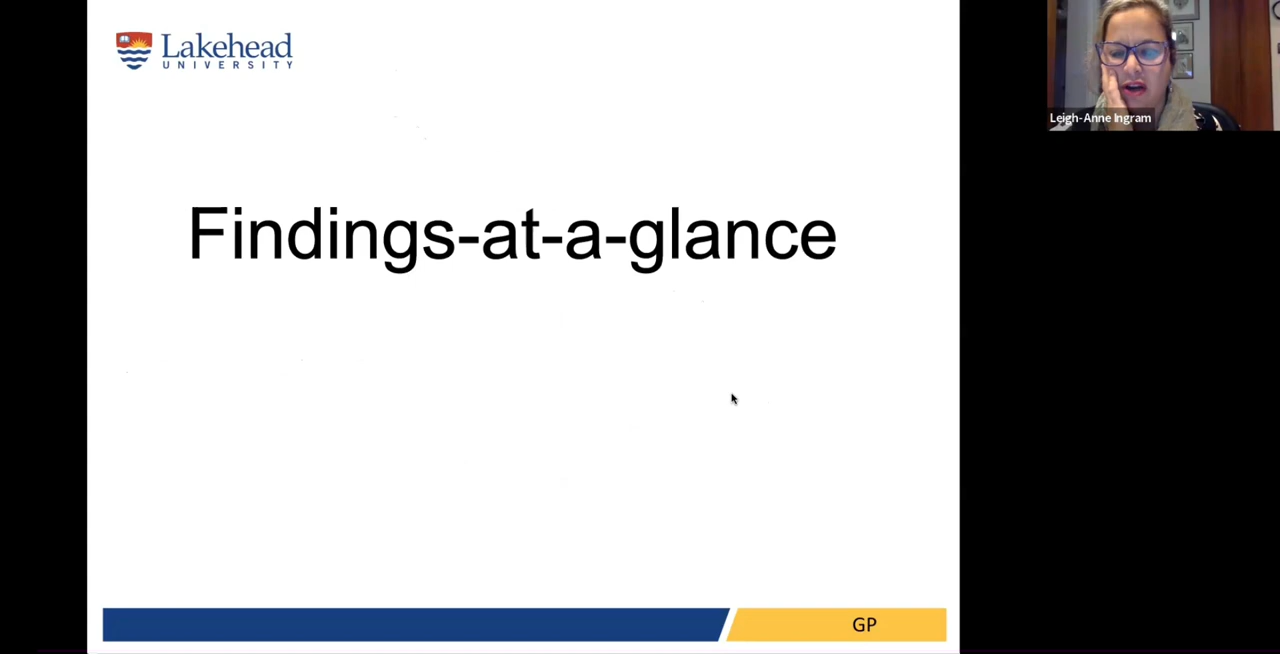 Lakehead
UNIVERSITY
Leigh-Anne Ingram
Findings-at-a-glance
GP